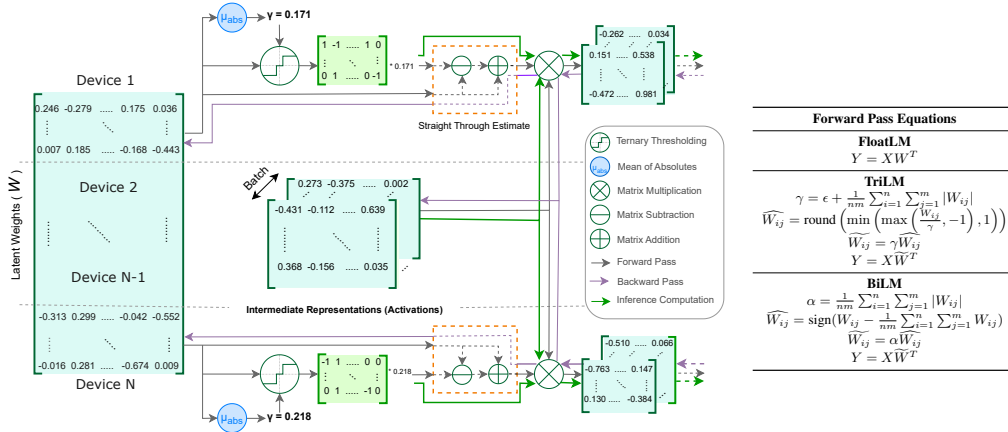 μabs
γ = 0.171
1 -1 ..... 1 0
0 1 ..... 0 -1
* 0.171
Straight Through Estimate
-0.262 ..... 0.034
0.151 ..... 0.538
-0.472 ..... 0.981
Latent Weights ( W )
Device 1
0.246 -0.279 ..... 0.175 0.036
0.007 0.185 ..... -0.168 -0.443
Device 2
Device N-1
-0.313 0.299 ..... -0.042 -0.552
-0.016 0.281 ..... -0.674 0.009
Device N
Batch
0.273 -0.375 ..... 0.002
-0.431 -0.112 ..... 0.639
0.368 -0.156 ..... 0.035
Intermediate Representations (Activations)
Ternary Thresholding
μabs
Mean of Absolutes
Matrix Multiplication
Matrix Subtraction
Matrix Addition
Forward Pass
Backward Pass
Inference Computation
-1 1 ..... 0 0
0 1 ..... -1 0
* 0.218
μabs
γ = 0.218
-0.510 ..... 0.066
-0.763 ..... 0.147
0.130 ..... -0.384
Forward Pass Equations
FloatLM
Y = XW^T
TriLM
γ = ϵ + 1/nm ∑_{i=1}^n ∑_{j=1}^m |W_ij|
Ŵ_ij = round ( min ( max ( W_ij/γ , −1 ) , 1 ) )
W̃_ij = γŴ_ij
Y = XW̃^T
BiLM
α = 1/nm ∑_{i=1}^n ∑_{j=1}^m |W_ij|
Ŵ_ij = sign(W_ij − 1/nm ∑_{i=1}^n ∑_{j=1}^m W_ij)
W̃_ij = αŴ_ij
Y = XW̃^T